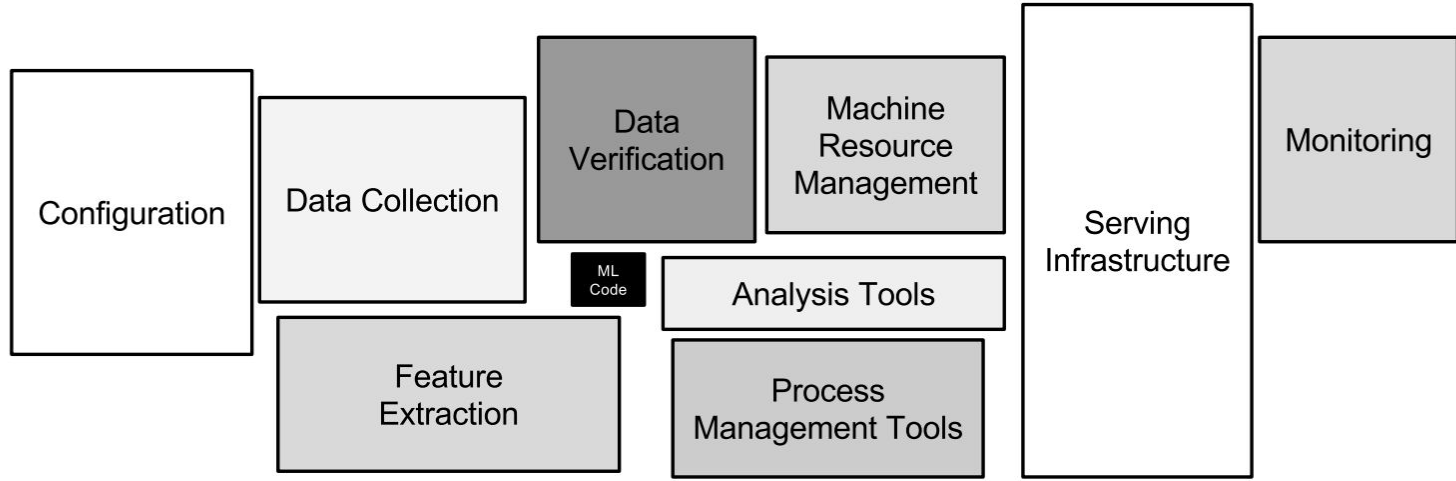 Configuration
Data Collection
Feature
Extraction
Data
Verification
ML
Code
Machine
Resource
Management
Analysis Tools
Process
Management Tools
Serving
Infrastructure
Monitoring